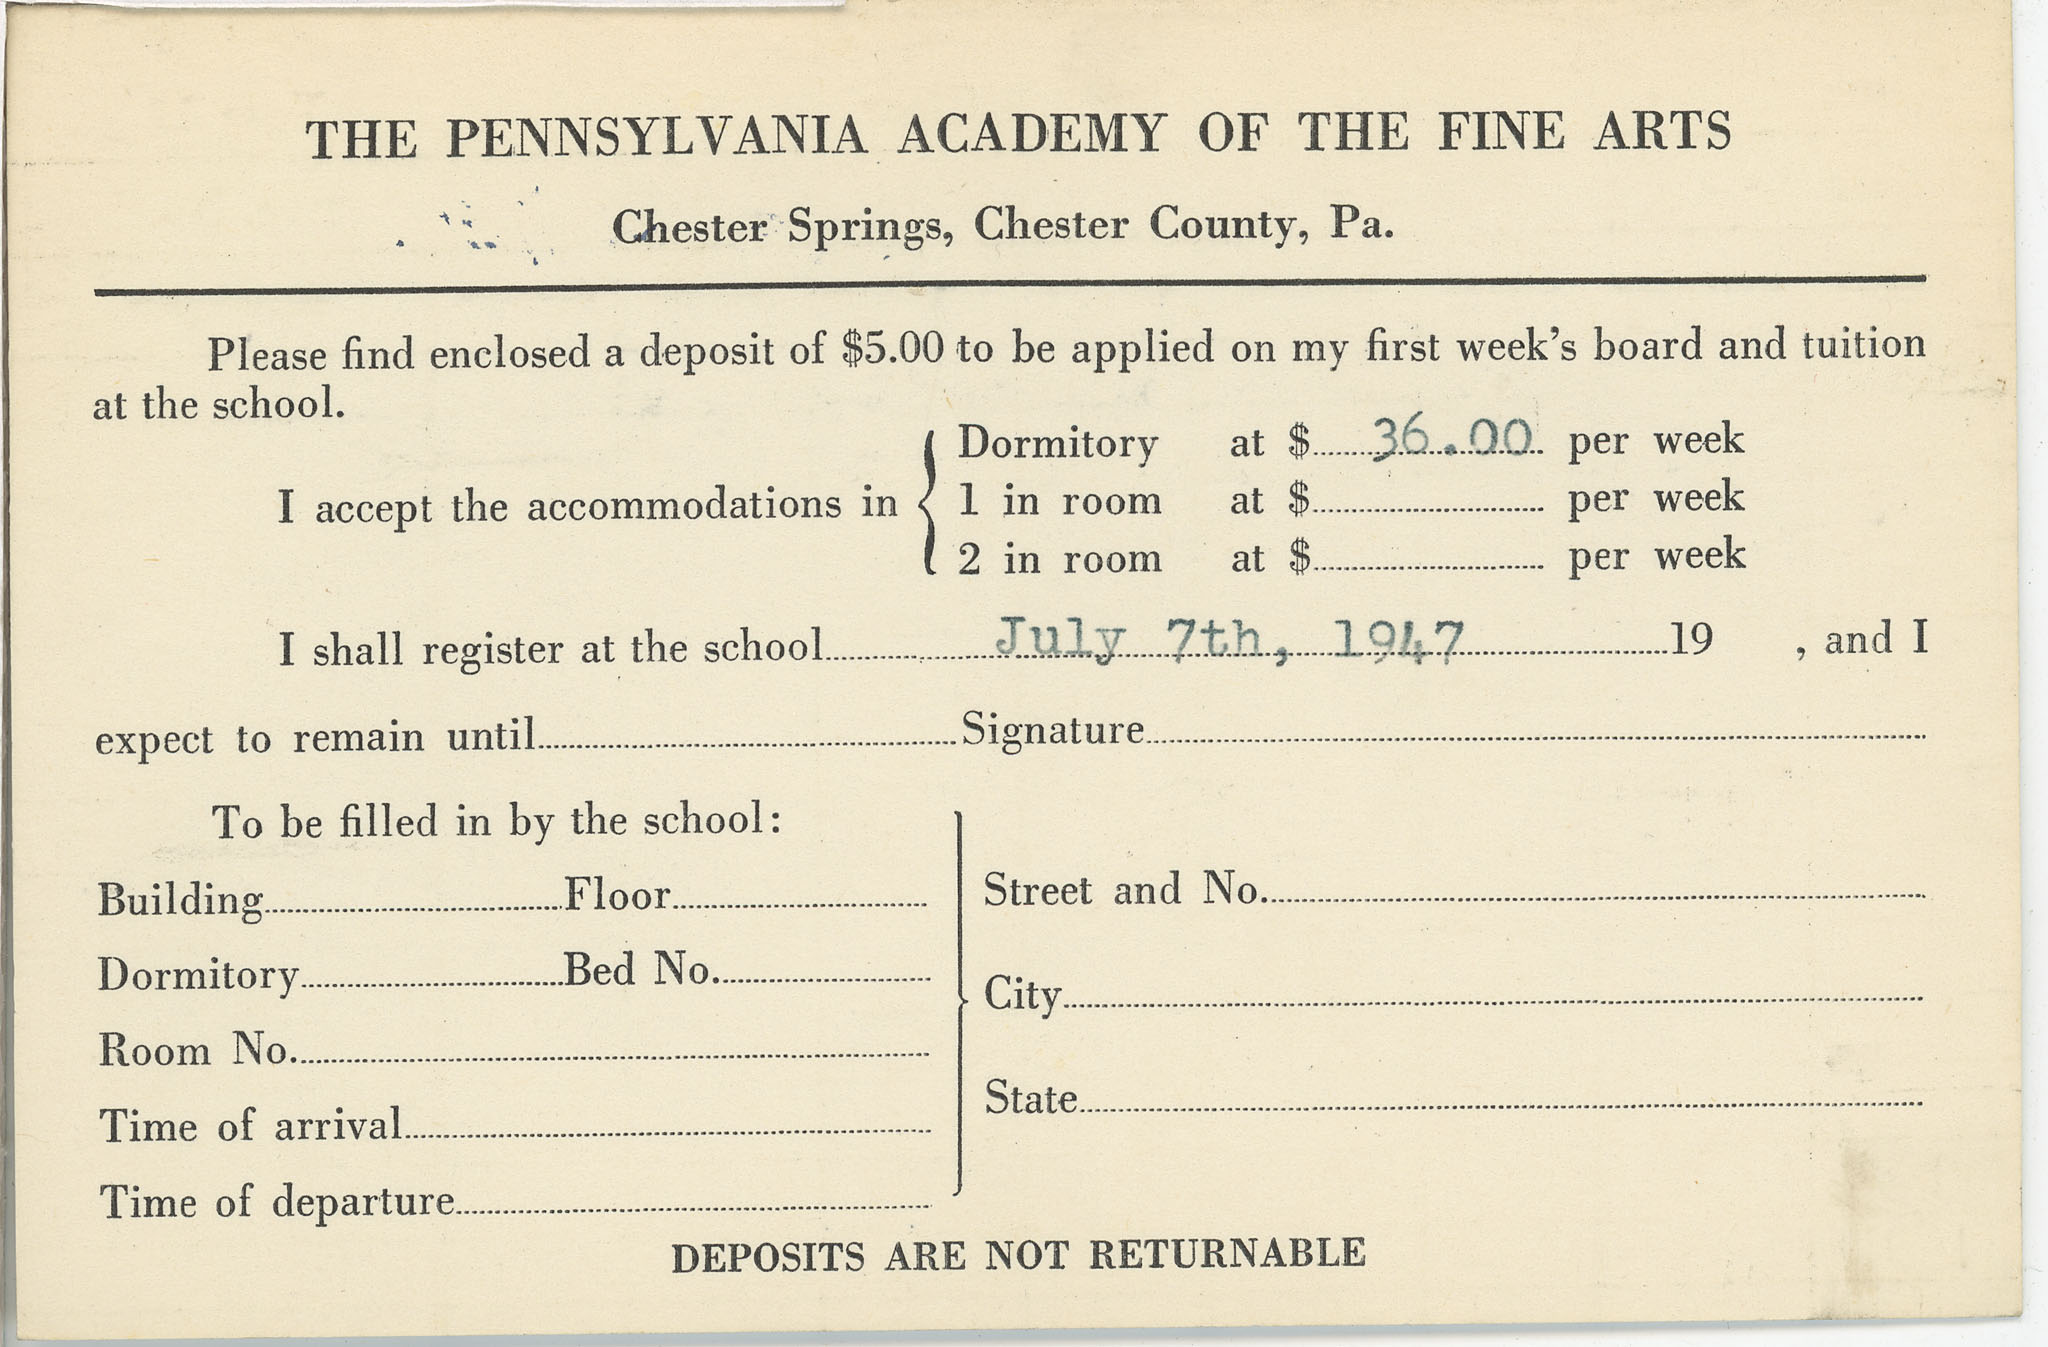 THE PENNSYLVANIA ACADEMY OF THE FINE ARTS
Chester Springs, Chester County, Pa.
Please find enclosed a deposit of $5.00 to be applied on my first week's board and tuition
at the school.
I accept the accommodations in
Dormitory at $ 36.00 per week
1 in room at $ per week
2 in room at $ per week
I shall register at the school July 7th, 1947 19 , and I
expect to remain until Signature
To be filled in by the school:
Building Floor
Dormitory Bed No.
Room No.
Time of arrival
Time of departure
Street and No.
City
State
DEPOSITS ARE NOT RETURNABLE